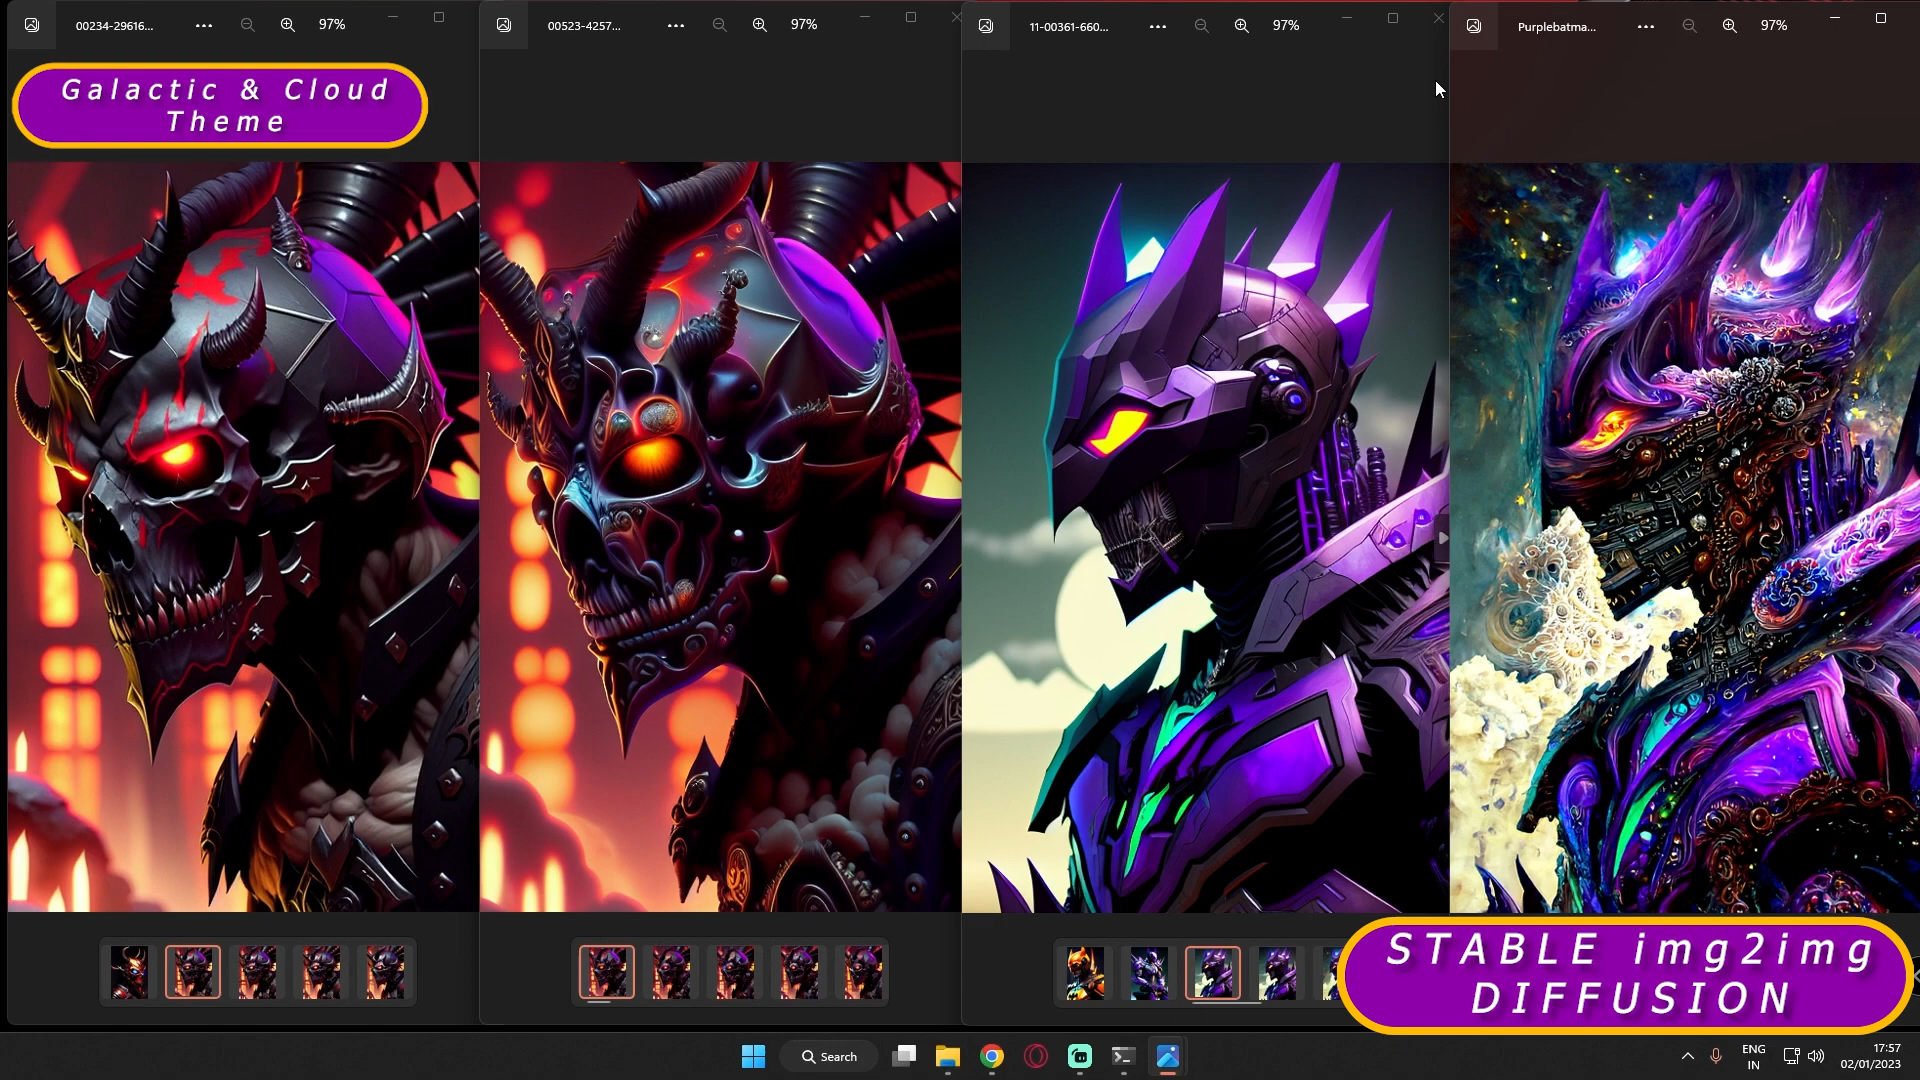 00234-29616...
97%
00523-4257...
97%
11-00361-660...
97%
Purplebatma...
97%
Galactic & Cloud
Theme
STABLE img2img
DIFFUSION
Search
ENG
IN
17:57
02/01/2023